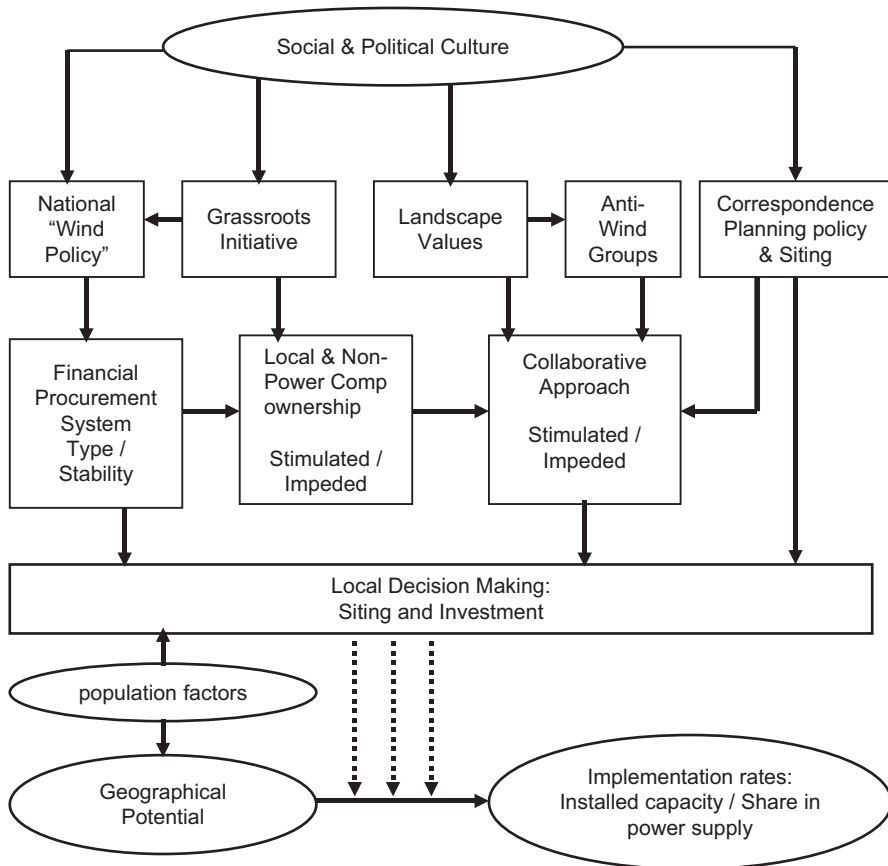 Social & Political Culture
National
“Wind
Policy”
Grassroots
Initiative
Landscape
Values
Anti-
Wind
Groups
Correspondence
Planning policy
& Siting
Financial
Procurement
System
Type /
Stability
Local & Non-
Power Comp
ownership
Stimulated /
Impeded
Collaborative
Approach
Stimulated /
Impeded
Local Decision Making:
Siting and Investment
population factors
Geographical
Potential
Implementation rates:
Installed capacity / Share in
power supply